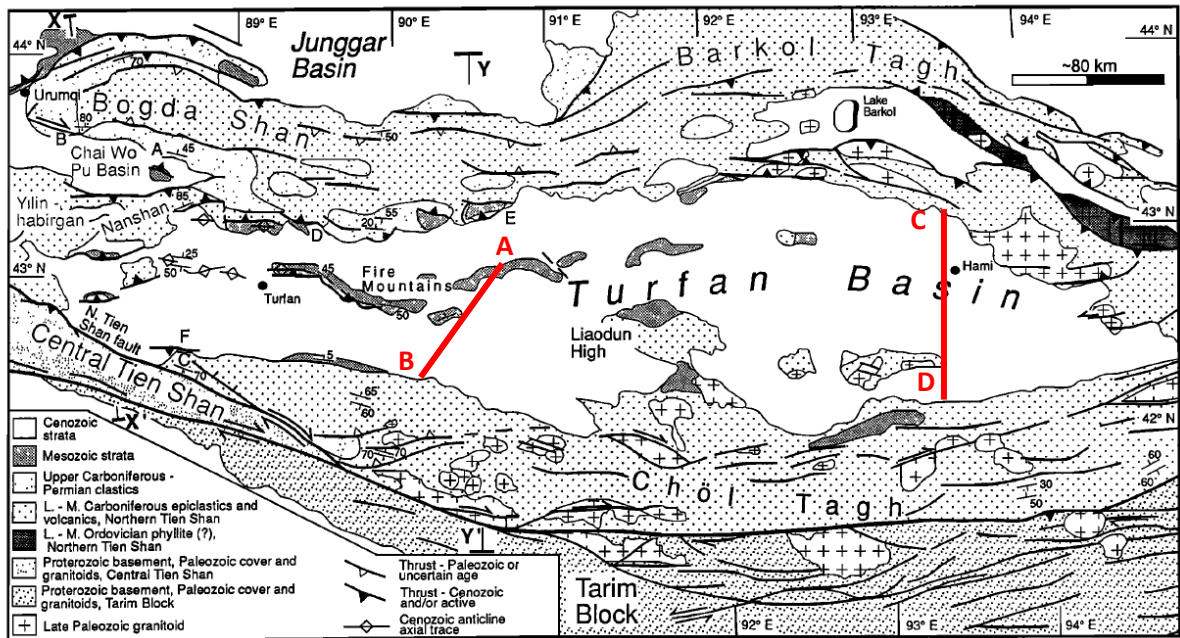 X
89° E
90° E
91° E
92° E
93° E
94° E
44° N
44° N
Junggar
Basin
Y
Barkol Tagh
~80 km
70
Urumqi
Bogda Shan
Lake
Barkol
80
B
45
50
Chai Wo
Pu Basin
A
Yilin
habirgan
Nanshan
85
D
20
55
E
C
43° N
A
25
43° N
50
45
Fire
Mountains
Turfan
50
Turfan Basin
Hami
N. Tien
Shan fault
Liaodun
High
F
C
5
B
D
Central Tien Shan
65
60
42° N
X'
70
70
Chöl Tagh
60
60
30
50
Y'
Tarim
Block
92° E
93° E
94° E
Cenozoic
strata
Mesozoic strata
Upper Carboniferous -
Permian clastics
L. - M. Carboniferous epiclastics and
volcanics, Northern Tien Shan
L. - M. Ordovician phyllite (?),
Northern Tien Shan
Proterozoic basement, Paleozoic cover and
granitoids, Central Tien Shan
Proterozoic basement, Paleozoic cover and
granitoids, Tarim Block
Late Paleozoic granitoid
Thrust - Paleozoic or
uncertain age
Thrust - Cenozoic
and/or active
Cenozoic anticline
axial trace